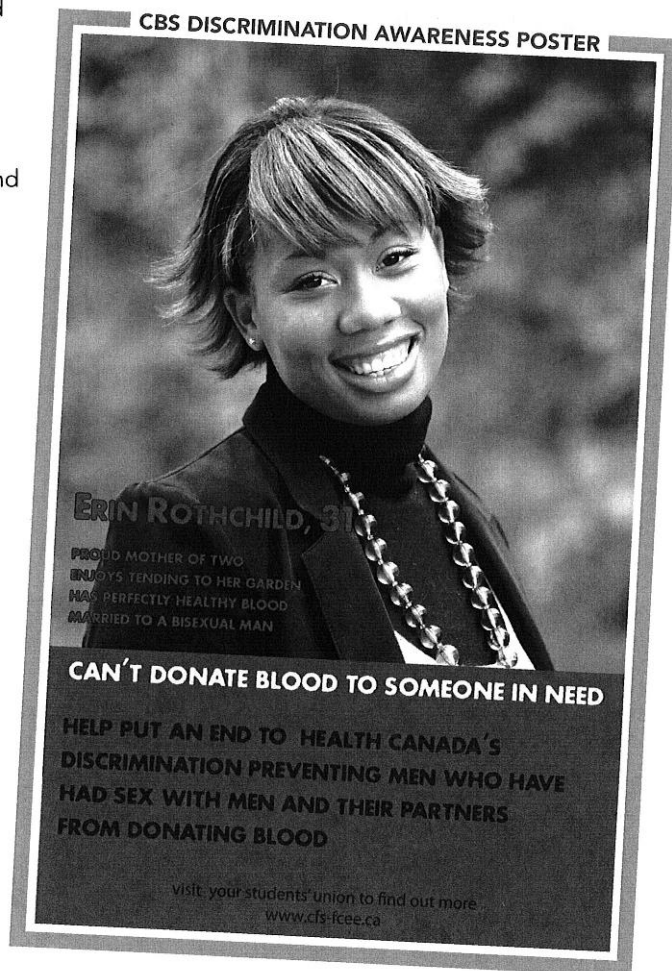 CBS DISCRIMINATION AWARENESS POSTER
nd
ERIN ROTHCHILD, 31
PROUD MOTHER OF TWO
ENJOYS TENDING TO HER GARDEN
HAS PERFECTLY HEALTHY BLOOD
MARRIED TO A BISEXUAL MAN
CAN'T DONATE BLOOD TO SOMEONE IN NEED
HELP PUT AN END TO HEALTH CANADA'S
DISCRIMINATION PREVENTING MEN WHO HAVE
HAD SEX WITH MEN AND THEIR PARTNERS
FROM DONATING BLOOD
visit your students' union to find out more
www.cfs-fcee.ca